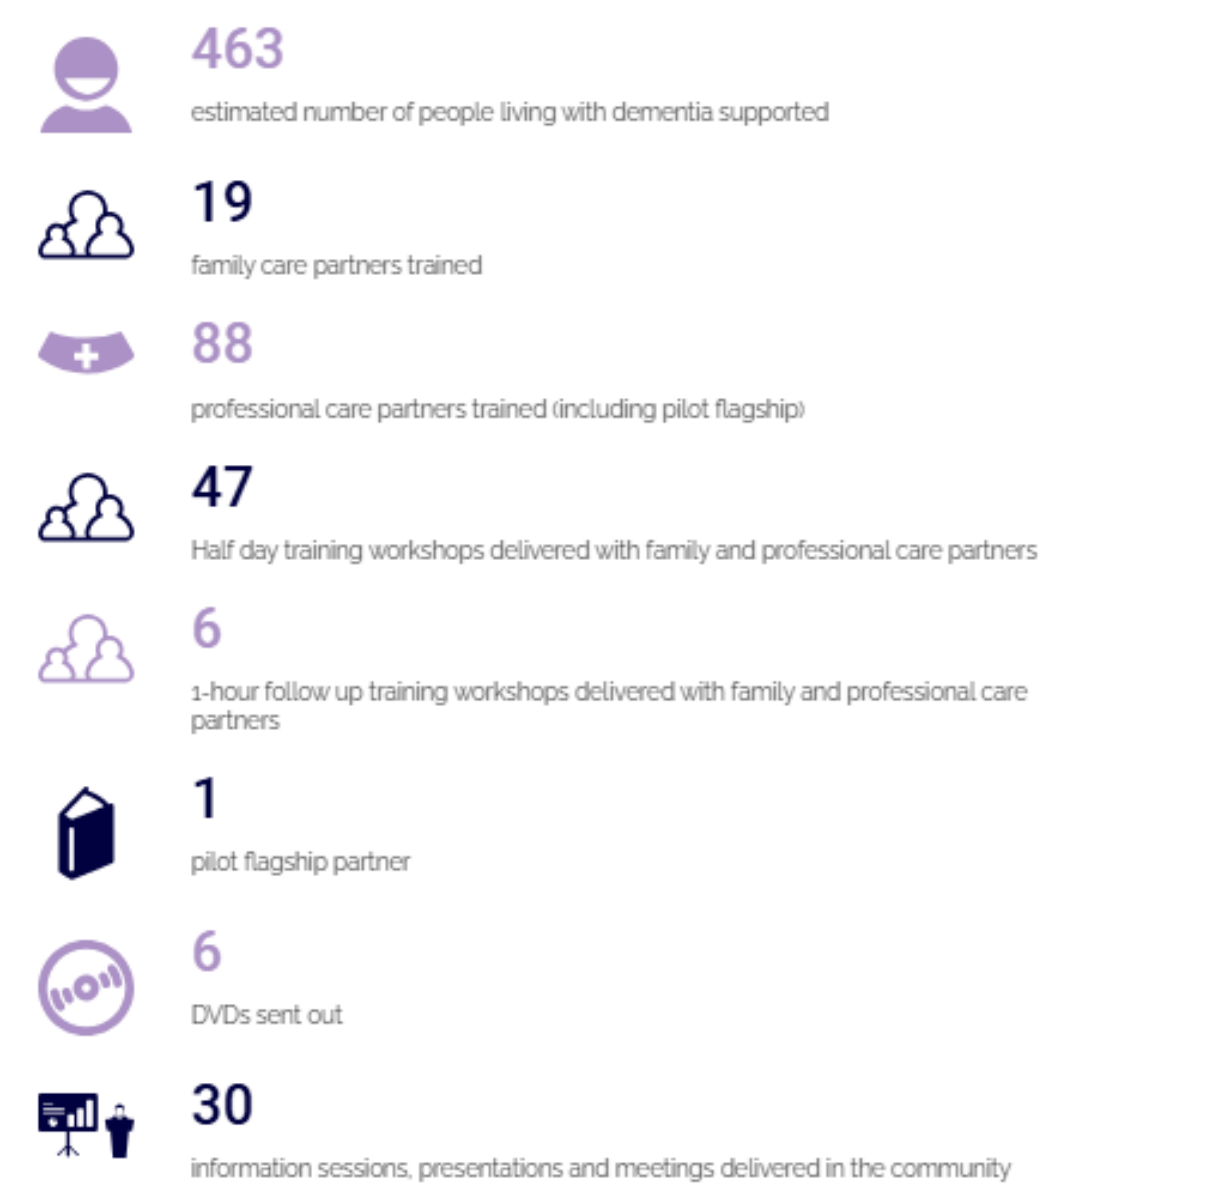 463
estimated number of people living with dementia supported
19
family care partners trained
88
professional care partners trained (including pilot flagship)
47
Half day training workshops delivered with family and professional care partners
6
1-hour follow up training workshops delivered with family and professional care
partners
1
pilot flagship partner
6
DVDs sent out
30
information sessions, presentations and meetings delivered in the community